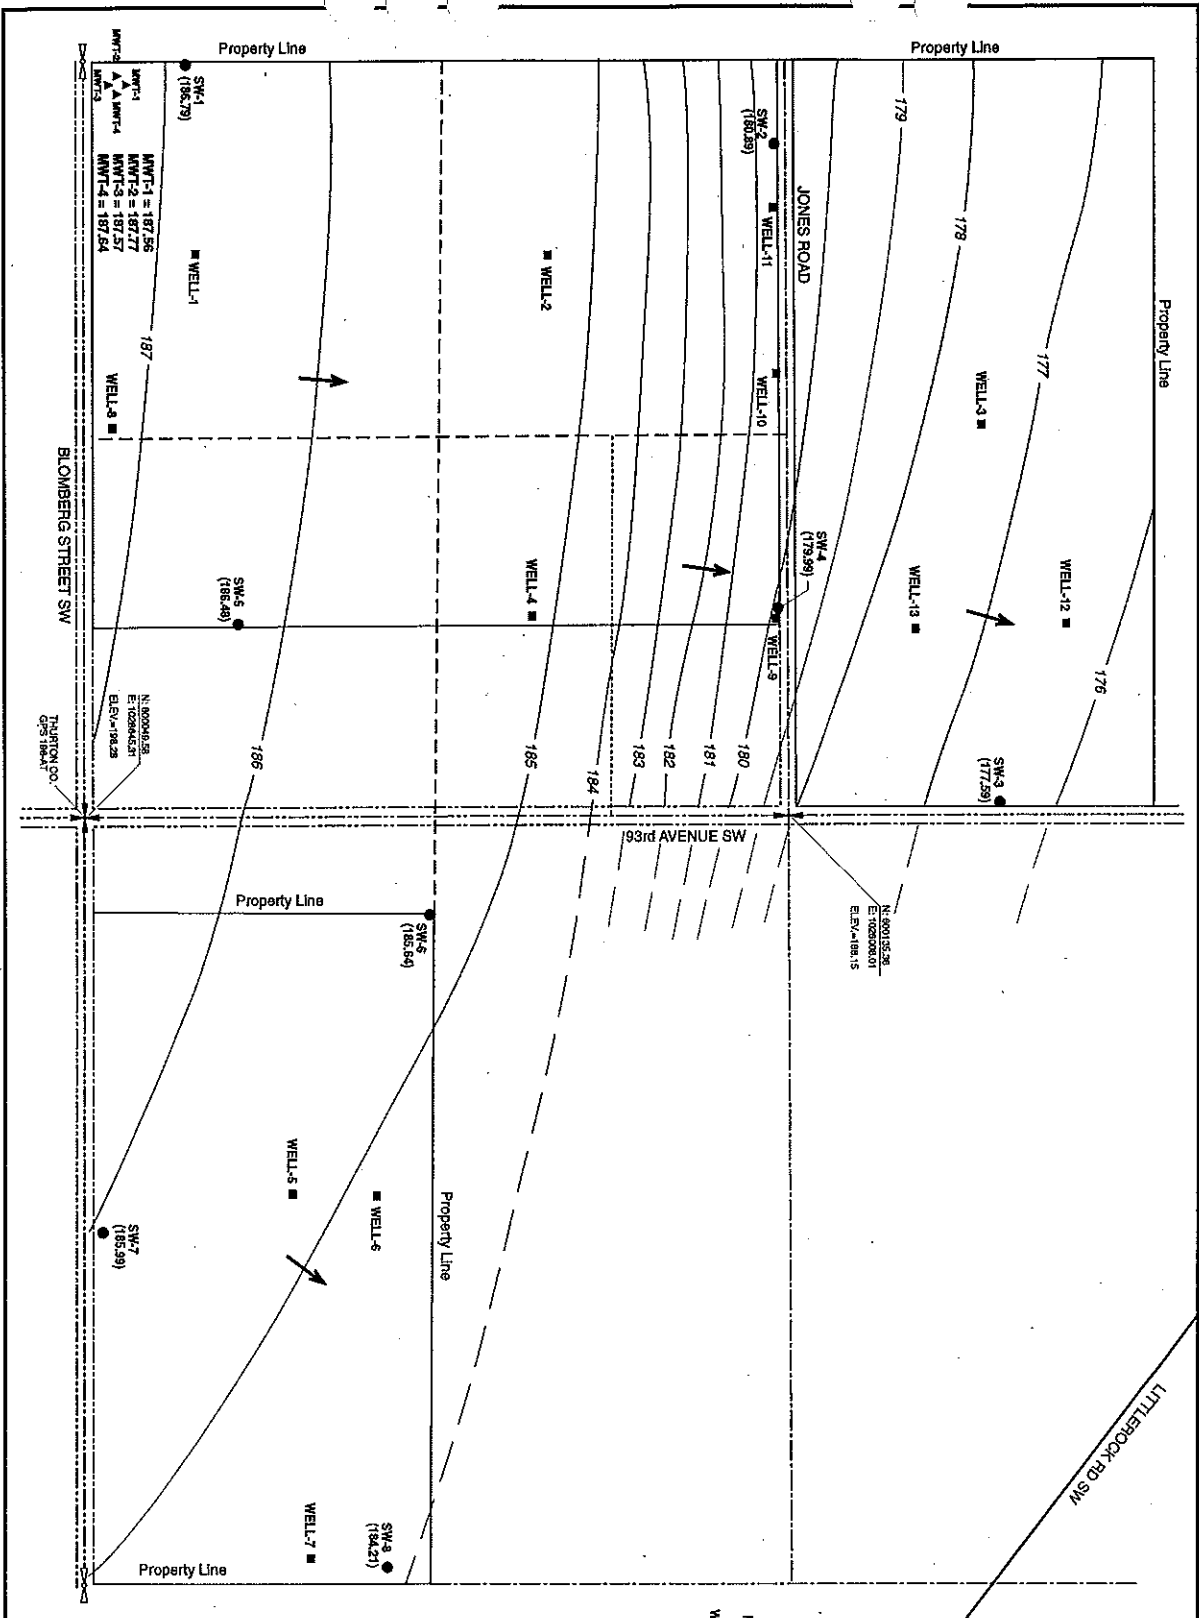 Property Line
Property Line
MWT-2
MWT-1
MWT-3
MWT-4
SW-1
(186.79)
MWT-1 = 187.56
MWT-2 = 187.77
MWT-3 = 187.57
MWT-4 = 187.64
SW-2
(180.89)
179
JONES ROAD
WELL-11
178
WELL-1
WELL-2
Property Line
187
177
WELL-8
WELL-10
WELL-3
BLOMBERG STREET SW
SW-5
(186.48)
WELL-4
SW-4
(179.99)
WELL-13
WELL-12
WELL-9
176
N: 600049.58
E: 1028645.31
ELEV.=198.28
THURTON CO.
GPS 198-AT
186
185
184
183
182
181
180
SW-3
(177.59)
93rd AVENUE SW
Property Line
SW-6
(185.64)
N: 600135.36
E: 1026008.01
ELEV.=188.15
WELL-5
WELL-6
Property Line
SW-7
(185.99)
LITTLEROCK RD SW
WELL-7
SW-8
(184.21)
Property Line